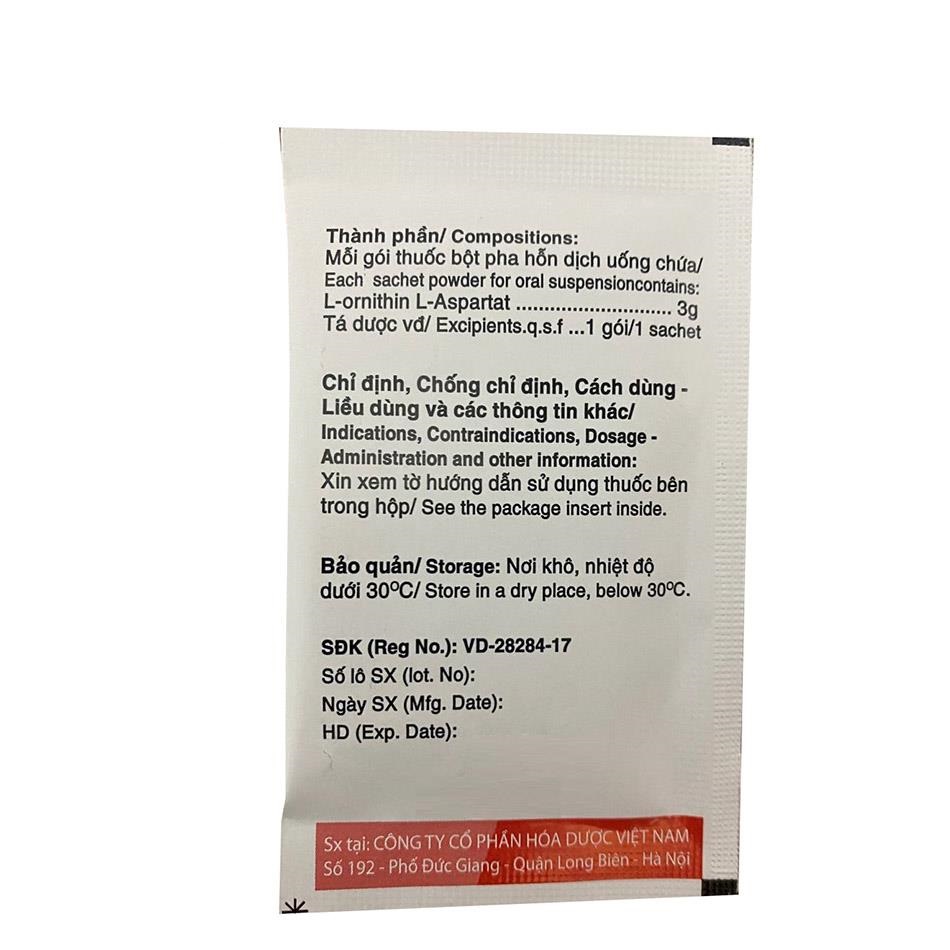 Thành phần/ Compositions:
Mỗi gói thuốc bột pha hỗn dịch uống chứa/
Each sachet powder for oral suspensioncontains:
L-ornithin L-Aspartat ............................ 3g
Tá dược vđ/ Excipients.q.s.f ...1 gói/1 sachet
Chỉ định, Chống chỉ định, Cách dùng -
Liều dùng và các thông tin khác/
Indications, Contraindications, Dosage -
Administration and other information:
Xin xem tờ hướng dẫn sử dụng thuốc bên
trong hộp/ See the package insert inside.
Bảo quản/ Storage: Nơi khô, nhiệt độ
dưới 30ºC/ Store in a dry place, below 30ºC.
SĐK (Reg No.): VD-28284-17
Số lô SX (lot. No):
Ngày SX (Mfg. Date):
HD (Exp. Date):
Sx tại: CÔNG TY CỔ PHẦN HÓA DƯỢC VIỆT NAM
Số 192 - Phố Đức Giang - Quận Long Biên - Hà Nội